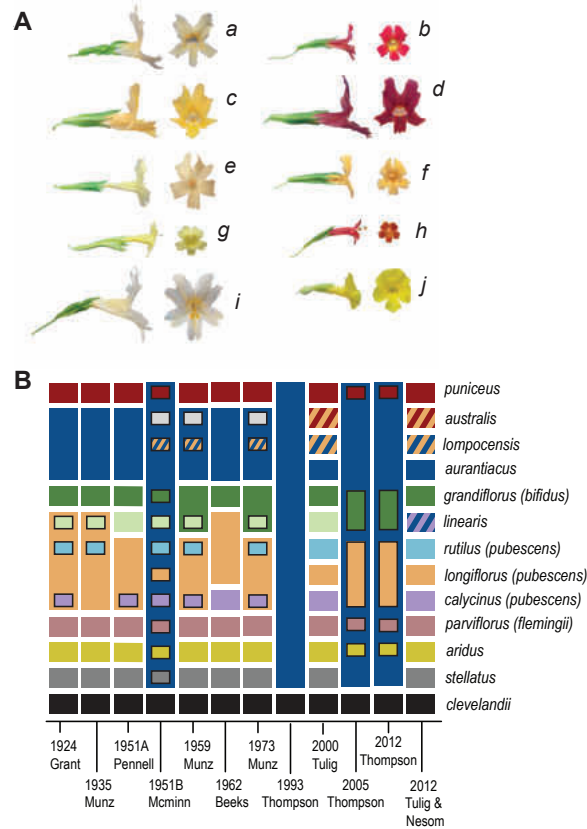 A
a
b
c
d
e
f
g
h
i
j
B
puniceus
australis
lompocensis
aurantiacus
grandiflorus (bifidus)
linearis
rutilus (pubescens)
longiflorus (pubescens)
calycinus (pubescens)
parviflorus (flemingii)
aridus
stellatus
clevelandii
1924
Grant
1935
Munz
1951A
Pennell
1951B
Mcminn
1959
Munz
1962
Beeks
1973
Munz
1993
Thompson
2000
Tulig
2005
Thompson
2012
Thompson
2012
Tulig &
Nesom